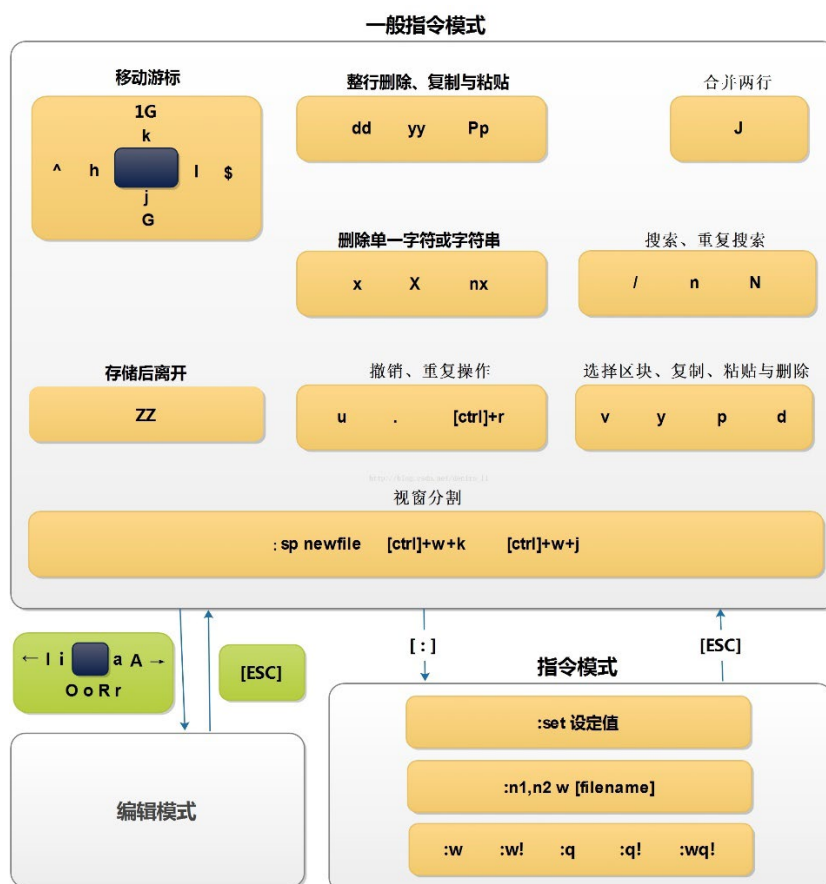 一般指令模式
移动游标
1G
k
^ h l $
j
G
整行删除、复制与粘贴
dd yy Pp
合并两行
J
删除单一字符或字符串
x X nx
搜索、重复搜索
/ n N
存储后离开
ZZ
撤销、重复操作
u . [ctrl]+r
选择区块、复制、粘贴与删除
v y p d
视窗分割
: sp newfile [ctrl]+w+k [ctrl]+w+j
← I i a A →
O o R r
[ESC]
[ : ]
[ESC]
编辑模式
指令模式
:set 设定值
:n1,n2 w [filename]
:w :w! :q :q! :wq!